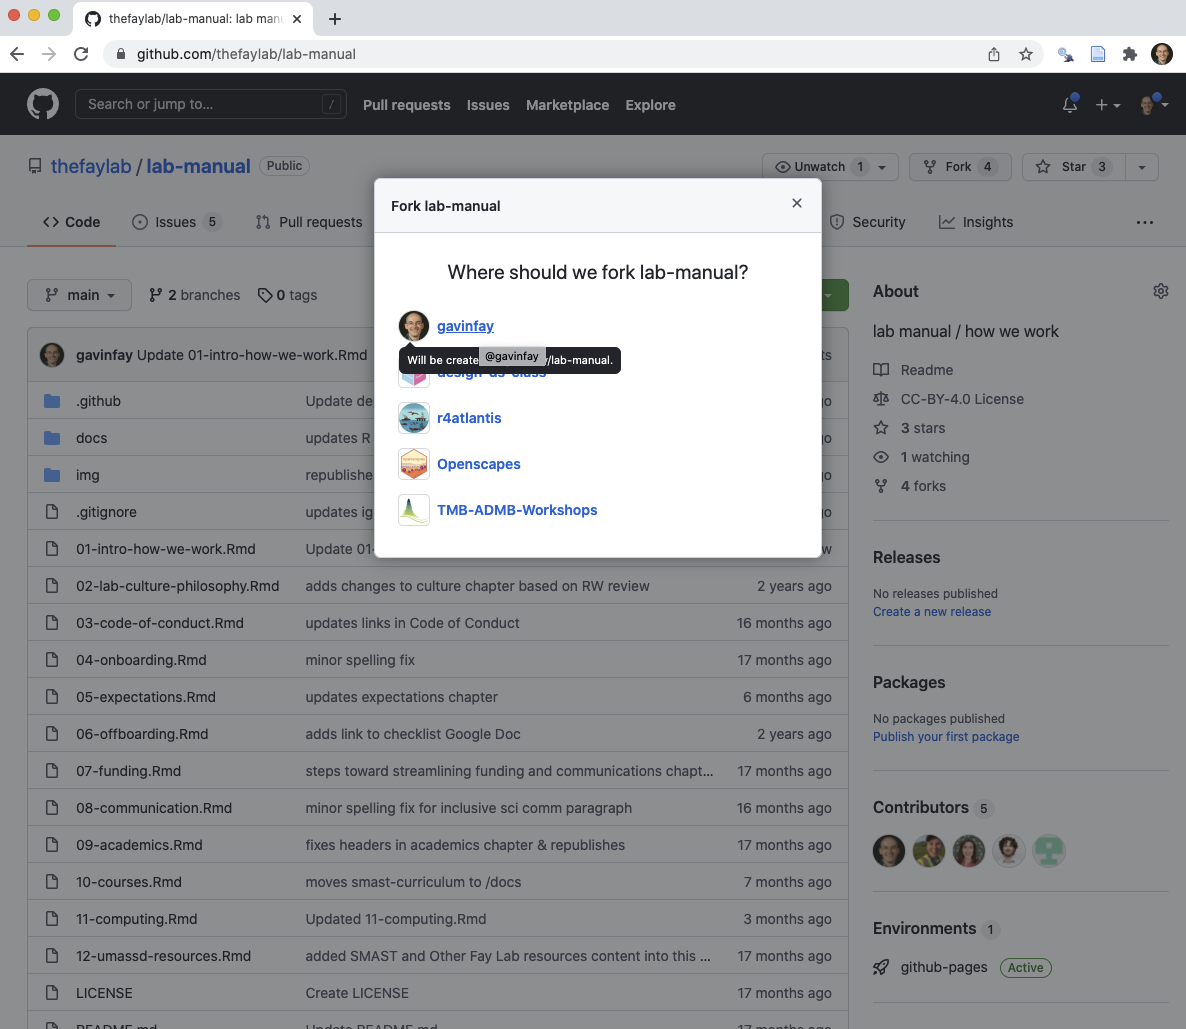 thefaylab/lab-manual: lab man
github.com/thefaylab/lab-manual
Search or jump to… /
Pull requests Issues Marketplace Explore
thefaylab / lab-manual Public
Unwatch 1 Fork 4 Star 3
Code Issues 5 Pull requests Security Insights
Fork lab-manual
Where should we fork lab-manual?
gavinfay
Will be create @gavinfay y/lab-manual.
design-as-class
r4atlantis
Openscapes
TMB-ADMB-Workshops
main 2 branches 0 tags
gavinfay Update 01-intro-how-we-work.Rmd
.github Update de
docs updates R
img republishe
.gitignore updates ig
01-intro-how-we-work.Rmd Update 01-
02-lab-culture-philosophy.Rmd adds changes to culture chapter based on RW review 2 years ago
03-code-of-conduct.Rmd updates links in Code of Conduct 16 months ago
04-onboarding.Rmd minor spelling fix 17 months ago
05-expectations.Rmd updates expectations chapter 6 months ago
06-offboarding.Rmd adds link to checklist Google Doc 2 years ago
07-funding.Rmd steps toward streamlining funding and communications chapt… 17 months ago
08-communication.Rmd minor spelling fix for inclusive sci comm paragraph 16 months ago
09-academics.Rmd fixes headers in academics chapter & republishes 17 months ago
10-courses.Rmd moves smast-curriculum to /docs 7 months ago
11-computing.Rmd Updated 11-computing.Rmd 3 months ago
12-umassd-resources.Rmd added SMAST and Other Fay Lab resources content into this … 17 months ago
LICENSE Create LICENSE 17 months ago
README.md Update README.md 17 months ago
About
lab manual / how we work
Readme
CC-BY-4.0 License
3 stars
1 watching
4 forks
Releases
No releases published
Create a new release
Packages
No packages published
Publish your first package
Contributors 5
Environments 1
github-pages Active